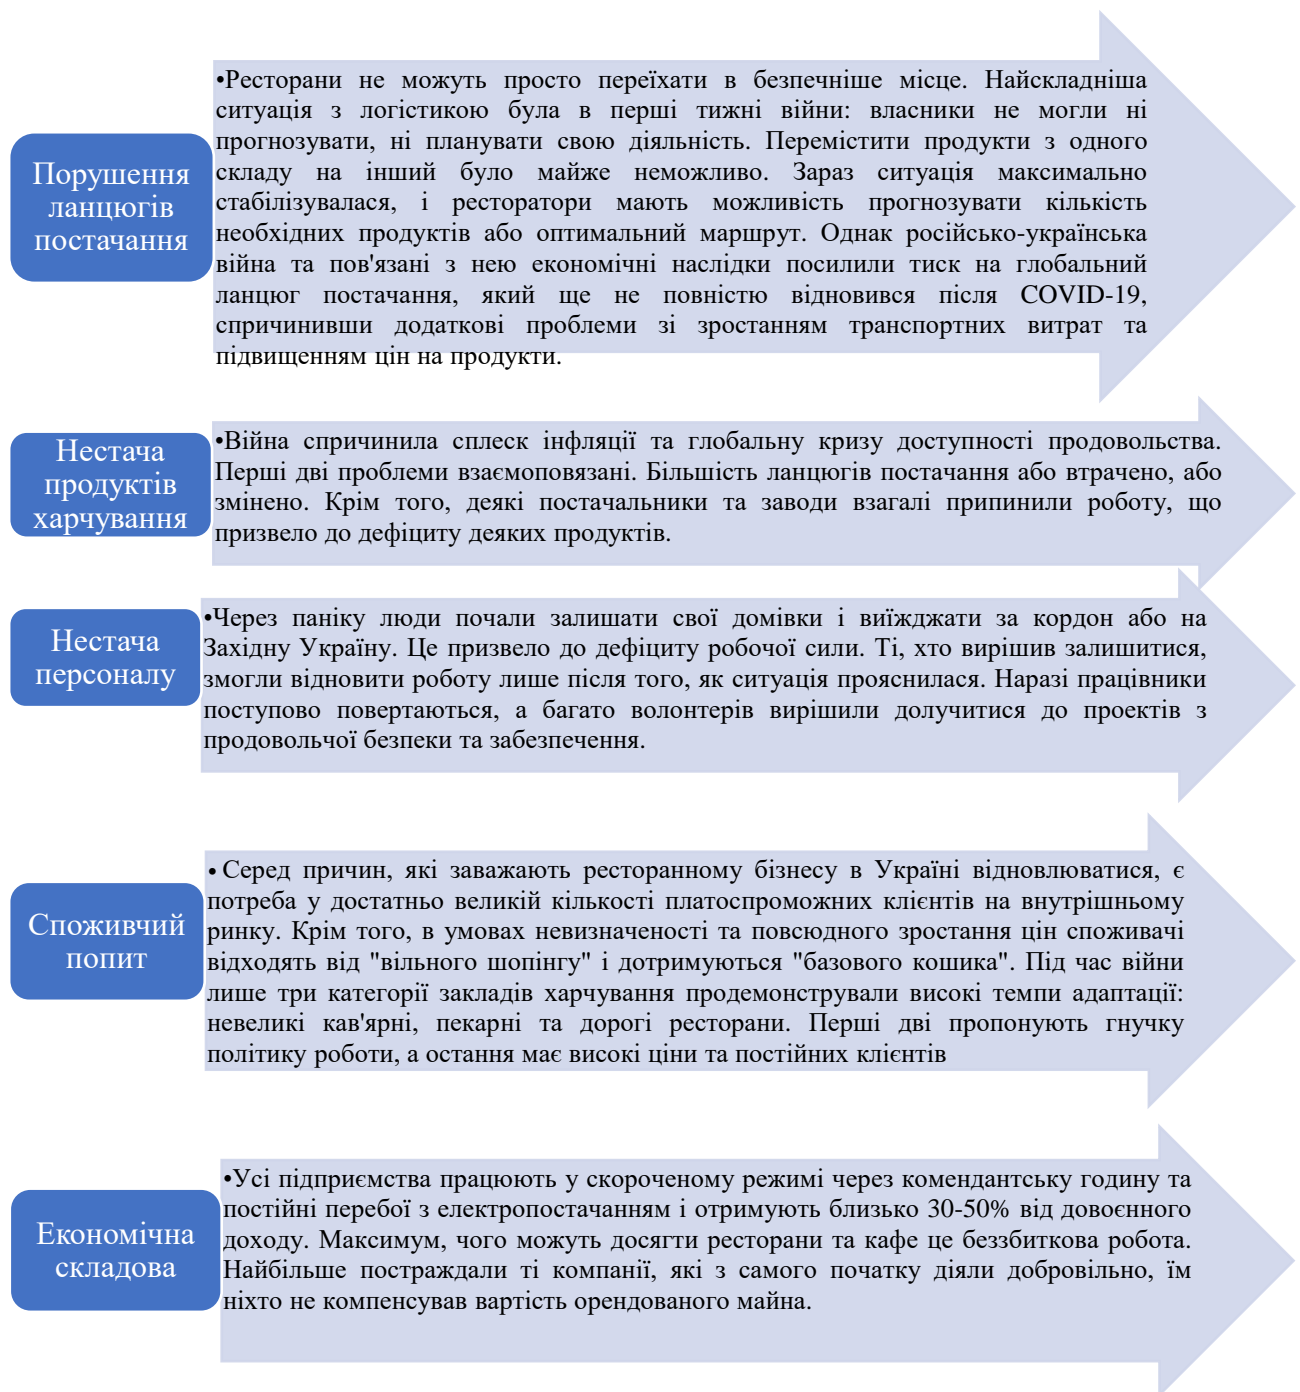 Порушення
ланцюгів
постачання
•Ресторани не можуть просто переїхати в безпечніше місце. Найскладніша
ситуація з логістикою була в перші тижні війни: власники не могли ні
прогнозувати, ні планувати свою діяльність. Перемістити продукти з одного
складу на інший було майже неможливо. Зараз ситуація максимально
стабілізувалася, і ресторатори мають можливість прогнозувати кількість
необхідних продуктів або оптимальний маршрут. Однак російсько-українська
війна та пов'язані з нею економічні наслідки посилили тиск на глобальний
ланцюг постачання, який ще не повністю відновився після COVID-19,
спричинивши додаткові проблеми зі зростанням транспортних витрат та
підвищенням цін на продукти.
Нестача
продуктів
харчування
•Війна спричинила сплеск інфляції та глобальну кризу доступності продовольства.
Перші дві проблеми взаємоповязані. Більшість ланцюгів постачання або втрачено, або
змінено. Крім того, деякі постачальники та заводи взагалі припинили роботу, що
призвело до дефіциту деяких продуктів.
Нестача
персоналу
•Через паніку люди почали залишати свої домівки і виїжджати за кордон або на
Західну Україну. Це призвело до дефіциту робочої сили. Ті, хто вирішив залишитися,
змогли відновити роботу лише після того, як ситуація прояснилася. Наразі працівники
поступово повертаються, а багато волонтерів вирішили долучитися до проектів з
продовольчої безпеки та забезпечення.
Споживчий
попит
• Серед причин, які заважають ресторанному бізнесу в Україні відновлюватися, є
потреба у достатньо великій кількості платоспроможних клієнтів на внутрішньому
ринку. Крім того, в умовах невизначеності та повсюдного зростання цін споживачі
відходять від "вільного шопінгу" і дотримуються "базового кошика". Під час війни
лише три категорії закладів харчування продемонстрували високі темпи адаптації:
невеликі кав'ярні, пекарні та дорогі ресторани. Перші дві пропонують гнучку
політику роботи, а остання має високі ціни та постійних клієнтів
Економічна
складова
•Усі підприємства працюють у скороченому режимі через комендантську годину та
постійні перебої з електропостачанням і отримують близько 30-50% від довоєнного
доходу. Максимум, чого можуть досягти ресторани та кафе це беззбиткова робота.
Найбільше постраждали ті компанії, які з самого початку діяли добровільно, їм
ніхто не компенсував вартість орендованого майна.